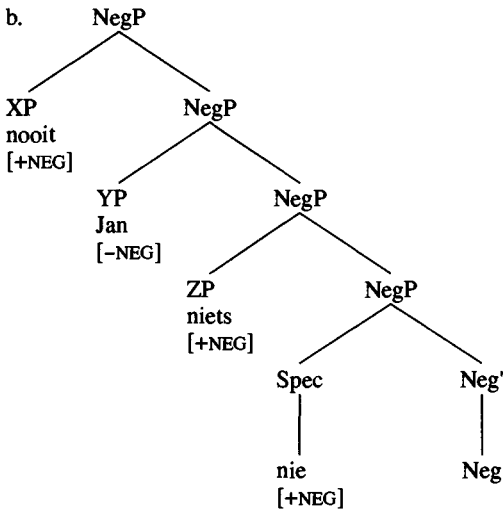 b.
NegP
XP NegP
nooit
[+NEG]
YP NegP
Jan
[−NEG]
ZP NegP
niets
[+NEG]
Spec Neg'
nie Neg
[+NEG]